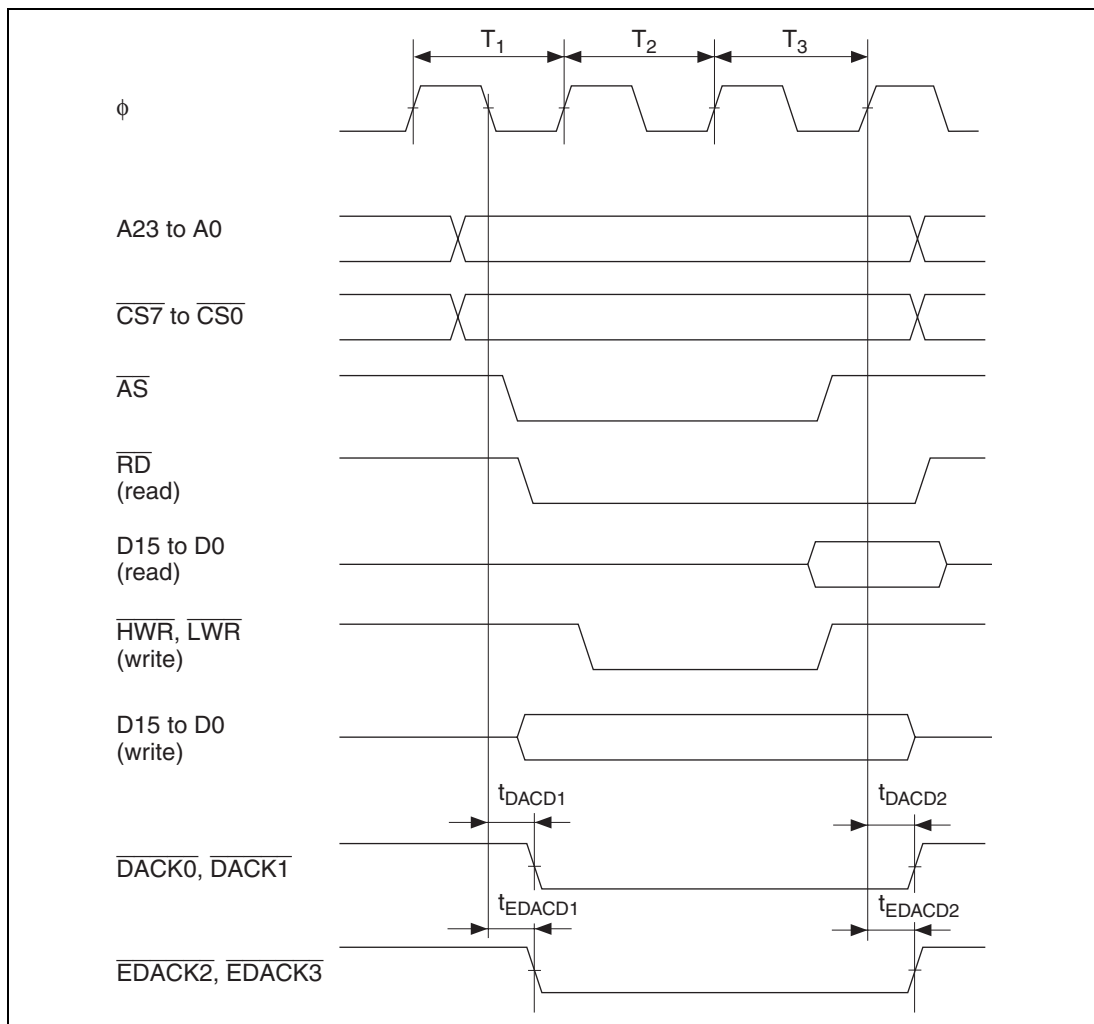 T1 T2 T3
ϕ
A23 to A0
CS7 to CS0
AS
RD
(read)
D15 to D0
(read)
HWR, LWR
(write)
D15 to D0
(write)
tDACD1 tDACD2
DACK0, DACK1
tEDACD1 tEDACD2
EDACK2, EDACK3